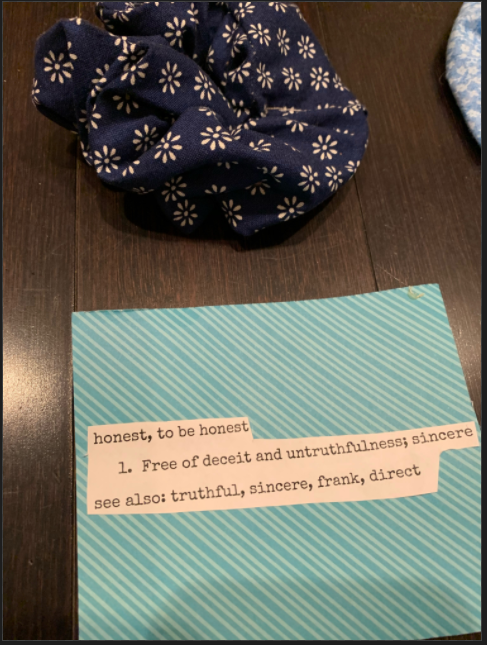 honest, to be honest
1. Free of deceit and untruthfulness; sincere
see also: truthful, sincere, frank, direct